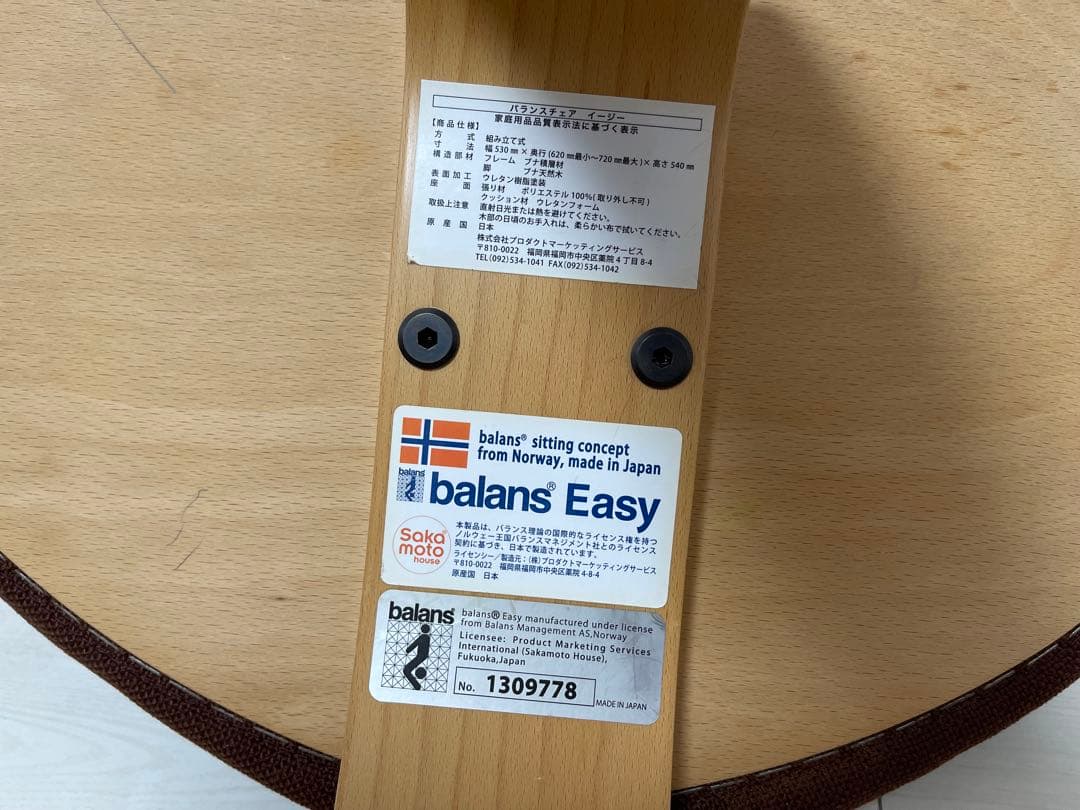 バランスチェア　イージー
家庭用品品質表示法に基づく表示
【商品仕様】
方　　式　組み立て式
寸　　法　幅 530 ㎜ × 奥行 (620 ㎜最小～720 ㎜最大 )× 高さ 540 ㎜
構造部材　フレーム　ブナ積層材
脚　　　ブナ天然木
表面加工　ウレタン樹脂塗装
座　　面　張り材　ポリエステル 100%( 取り外し不可 )
クッション材　ウレタンフォーム
取扱上注意　直射日光または熱を避けてください。
木部の日頃のお手入れは、柔らかい布で拭いてください。
原 産 国　日本
株式会社プロダクトマーケッティングサービス
〒810-0022　福岡県福岡市中央区薬院 4 丁目 8-4
TEL(092)534-1041 FAX(092)534-1042
balans® sitting concept
from Norway, made in Japan
balans
balans® Easy
Saka
moto
house
本製品は、バランス理論の国際的なライセンス権を持つ
ノルウェー王国バランスマネジメント社とのライセンス
契約に基づき、日本で製造されています。
ライセンシー／製造元：（株）プロダクトマーケッティングサービス
〒810-0022　福岡県福岡市中央区薬院 4-8-4
原産国　日本
balans®
balans® Easy manufactured under license
from Balans Management AS,Norway
Licensee: Product Marketing Services
International (Sakamoto House),
Fukuoka,Japan
No. 1309778
MADE IN JAPAN